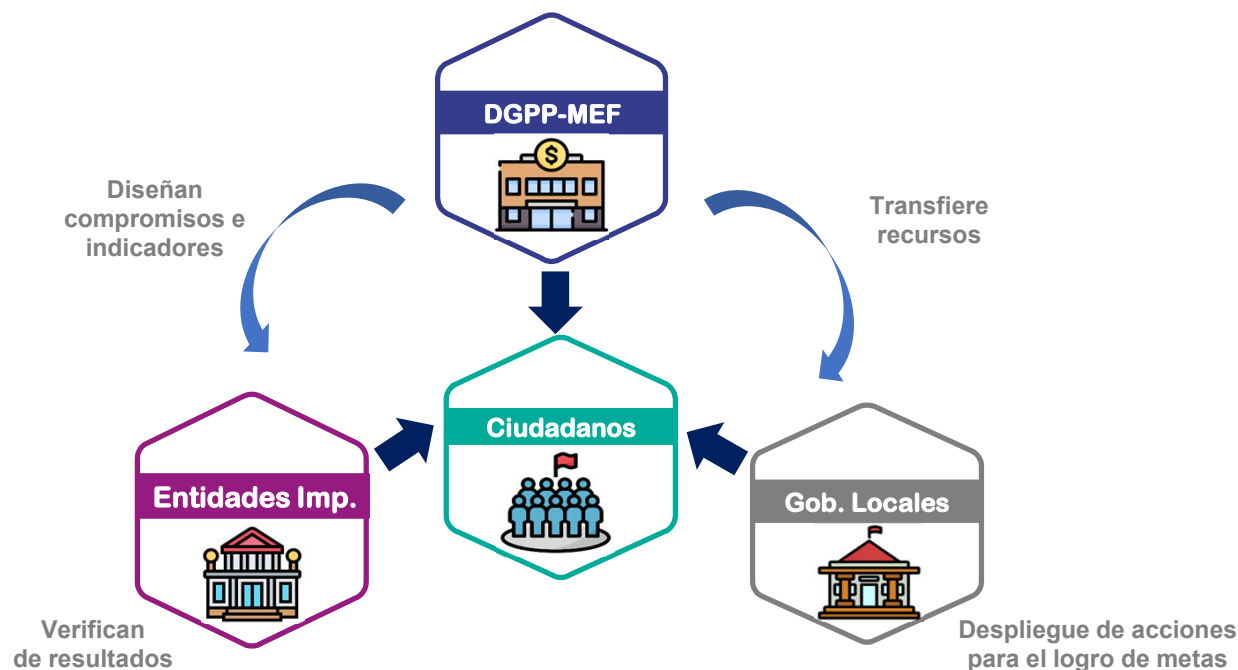 DGPP-MEF
Diseñan
compromisos e
indicadores
Transfiere
recursos
Ciudadanos
Entidades Imp.
Gob. Locales
Verifican
de resultados
Despliegue de acciones
para el logro de metas